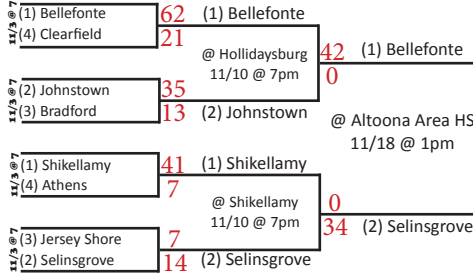 11/3 @ 7
(1) Bellefonte 62
(4) Clearfield 21
(1) Bellefonte
@ Hollidaysburg
11/10 @ 7pm
42
0
(1) Bellefonte
11/3 @ 7
(2) Johnstown 35
(3) Bradford 13
(2) Johnstown
@ Altoona Area HS
11/18 @ 1pm
11/3 @ 7
(1) Shikellamy 41
(4) Athens 7
(1) Shikellamy
@ Shikellamy
11/10 @ 7pm
0
34
(2) Selinsgrove
11/3 @ 7
(3) Jersey Shore 7
(2) Selinsgrove 14
(2) Selinsgrove